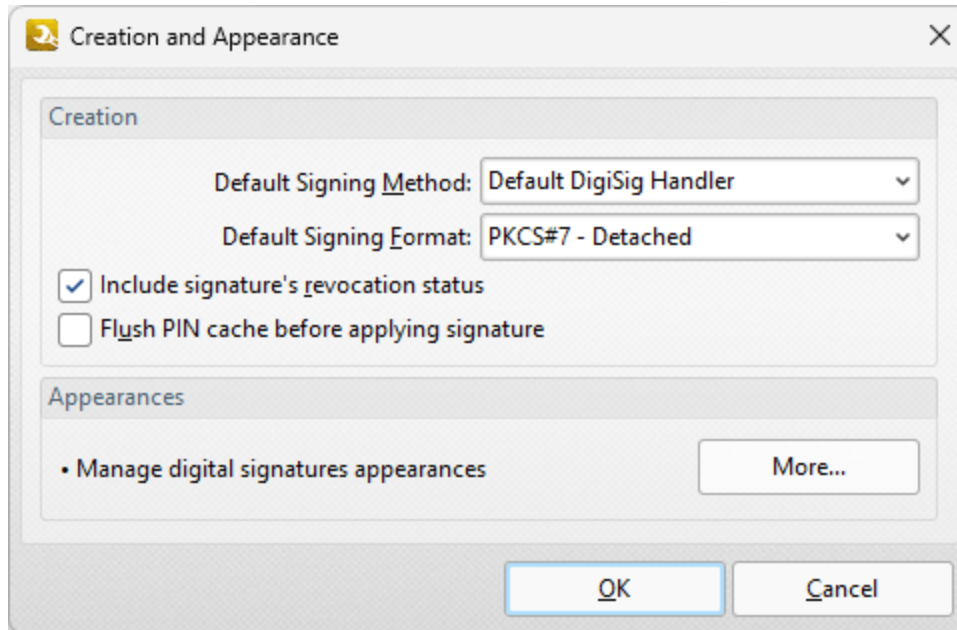 Creation and Appearance
Creation
Default Signing Method: Default DigiSig Handler
Default Signing Format: PKCS#7 - Detached
Include signature's revocation status
Flush PIN cache before applying signature
Appearances
• Manage digital signatures appearances More...
OK Cancel